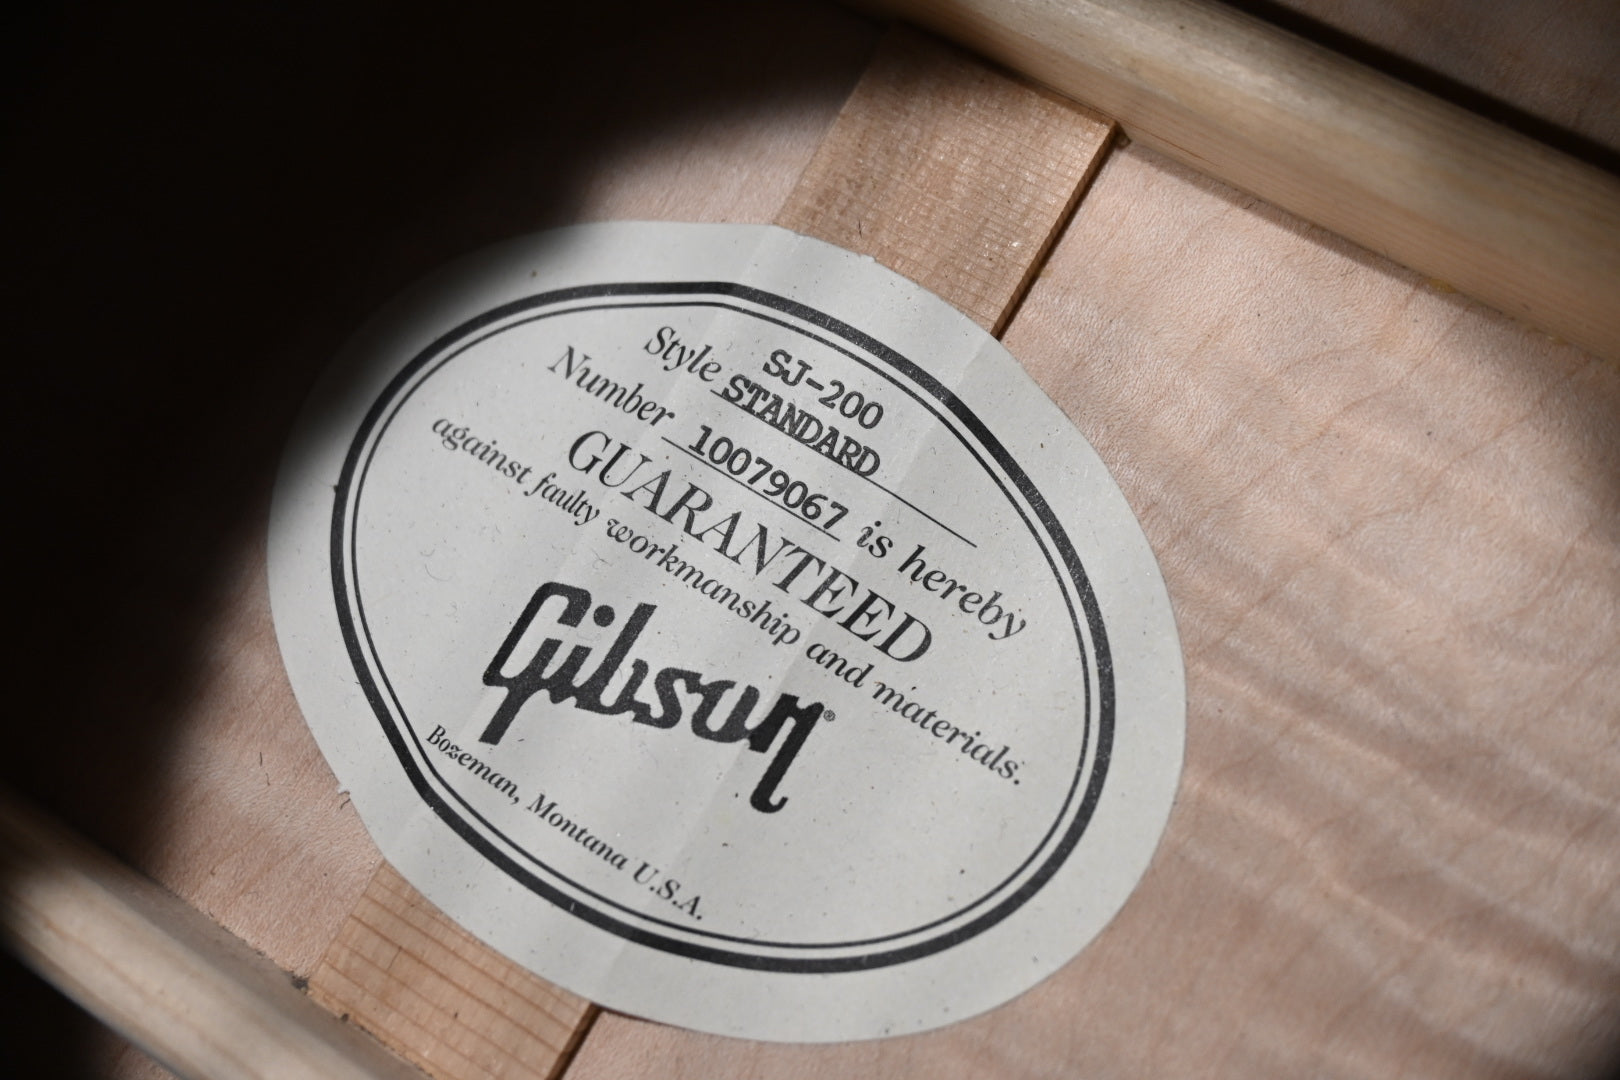 Style SJ-200
STANDARD
Number 10079067 is hereby
GUARANTEED
against faulty workmanship and materials.
Gibson®
Bozeman, Montana U.S.A.